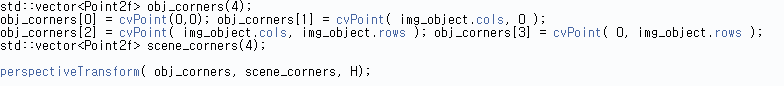 std::vector<Point2f> obj_corners(4);
obj_corners[0] = cvPoint(0,0); obj_corners[1] = cvPoint( img_object.cols, 0 );
obj_corners[2] = cvPoint( img_object.cols, img_object.rows ); obj_corners[3] = cvPoint( 0, img_object.rows );
std::vector<Point2f> scene_corners(4);
perspectiveTransform( obj_corners, scene_corners, H);